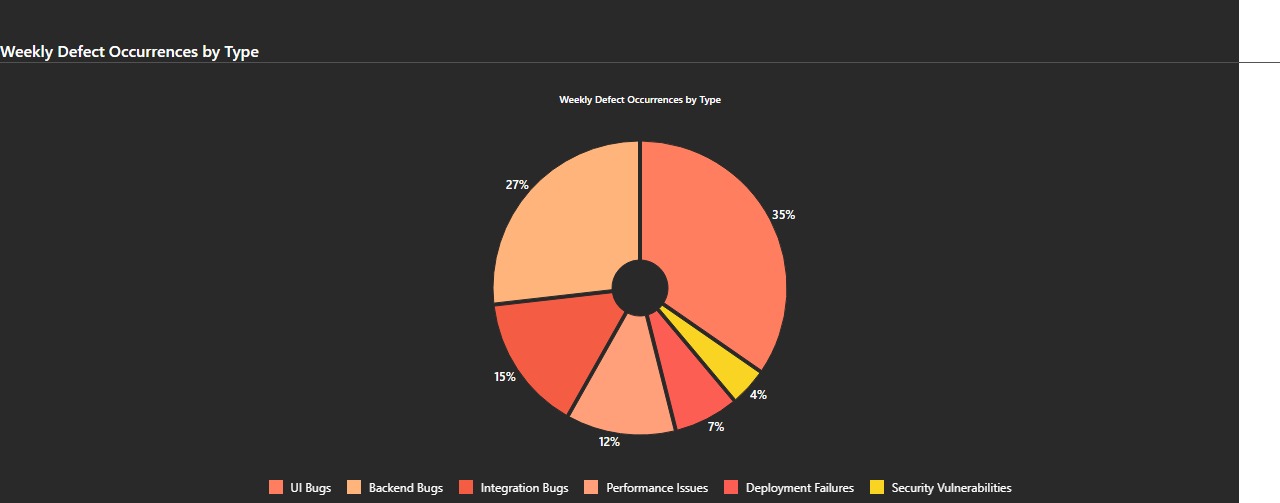 Weekly Defect Occurrences by Type
Weekly Defect Occurrences by Type
27%
35%
15%
4%
7%
12%
UI Bugs Backend Bugs Integration Bugs Performance Issues Deployment Failures Security Vulnerabilities